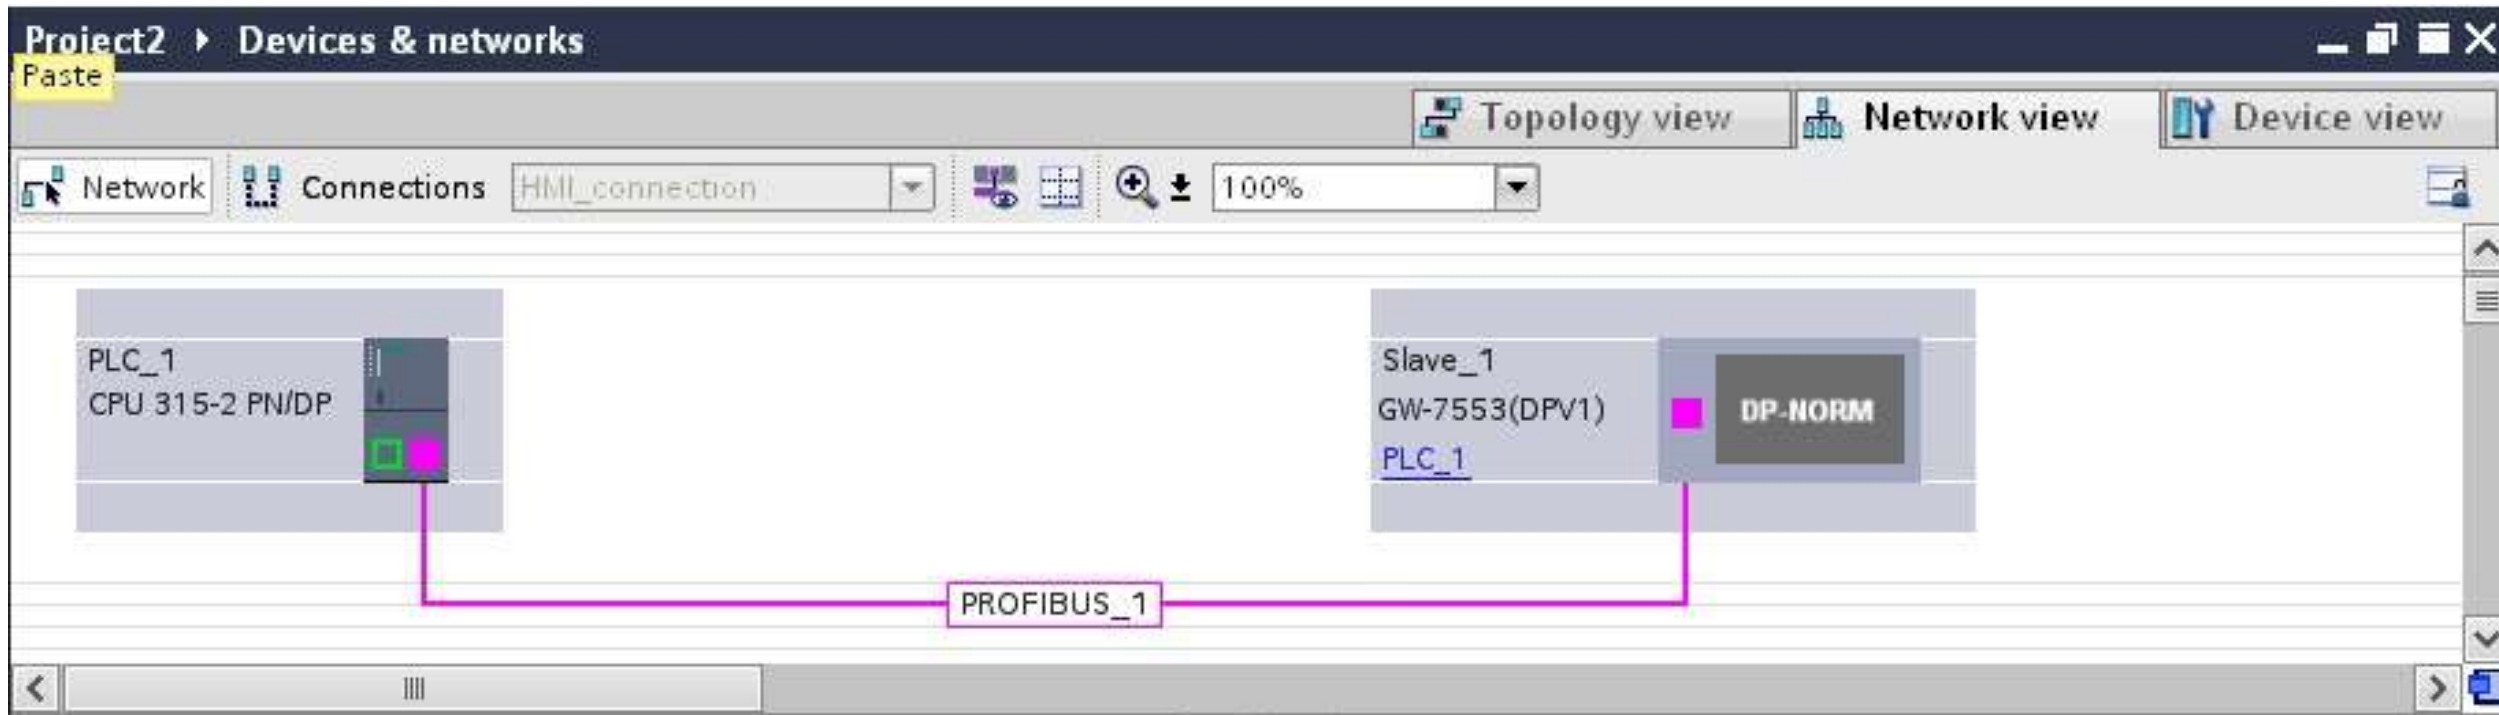 Project2 ▸ Devices & networks
Paste
Topology view
Network view
Device view
Network
Connections
HMI_connection
100%
PLC_1
CPU 315-2 PN/DP
Slave_1
GW-7553(DPV1)
PLC_1
DP-NORM
PROFIBUS_1